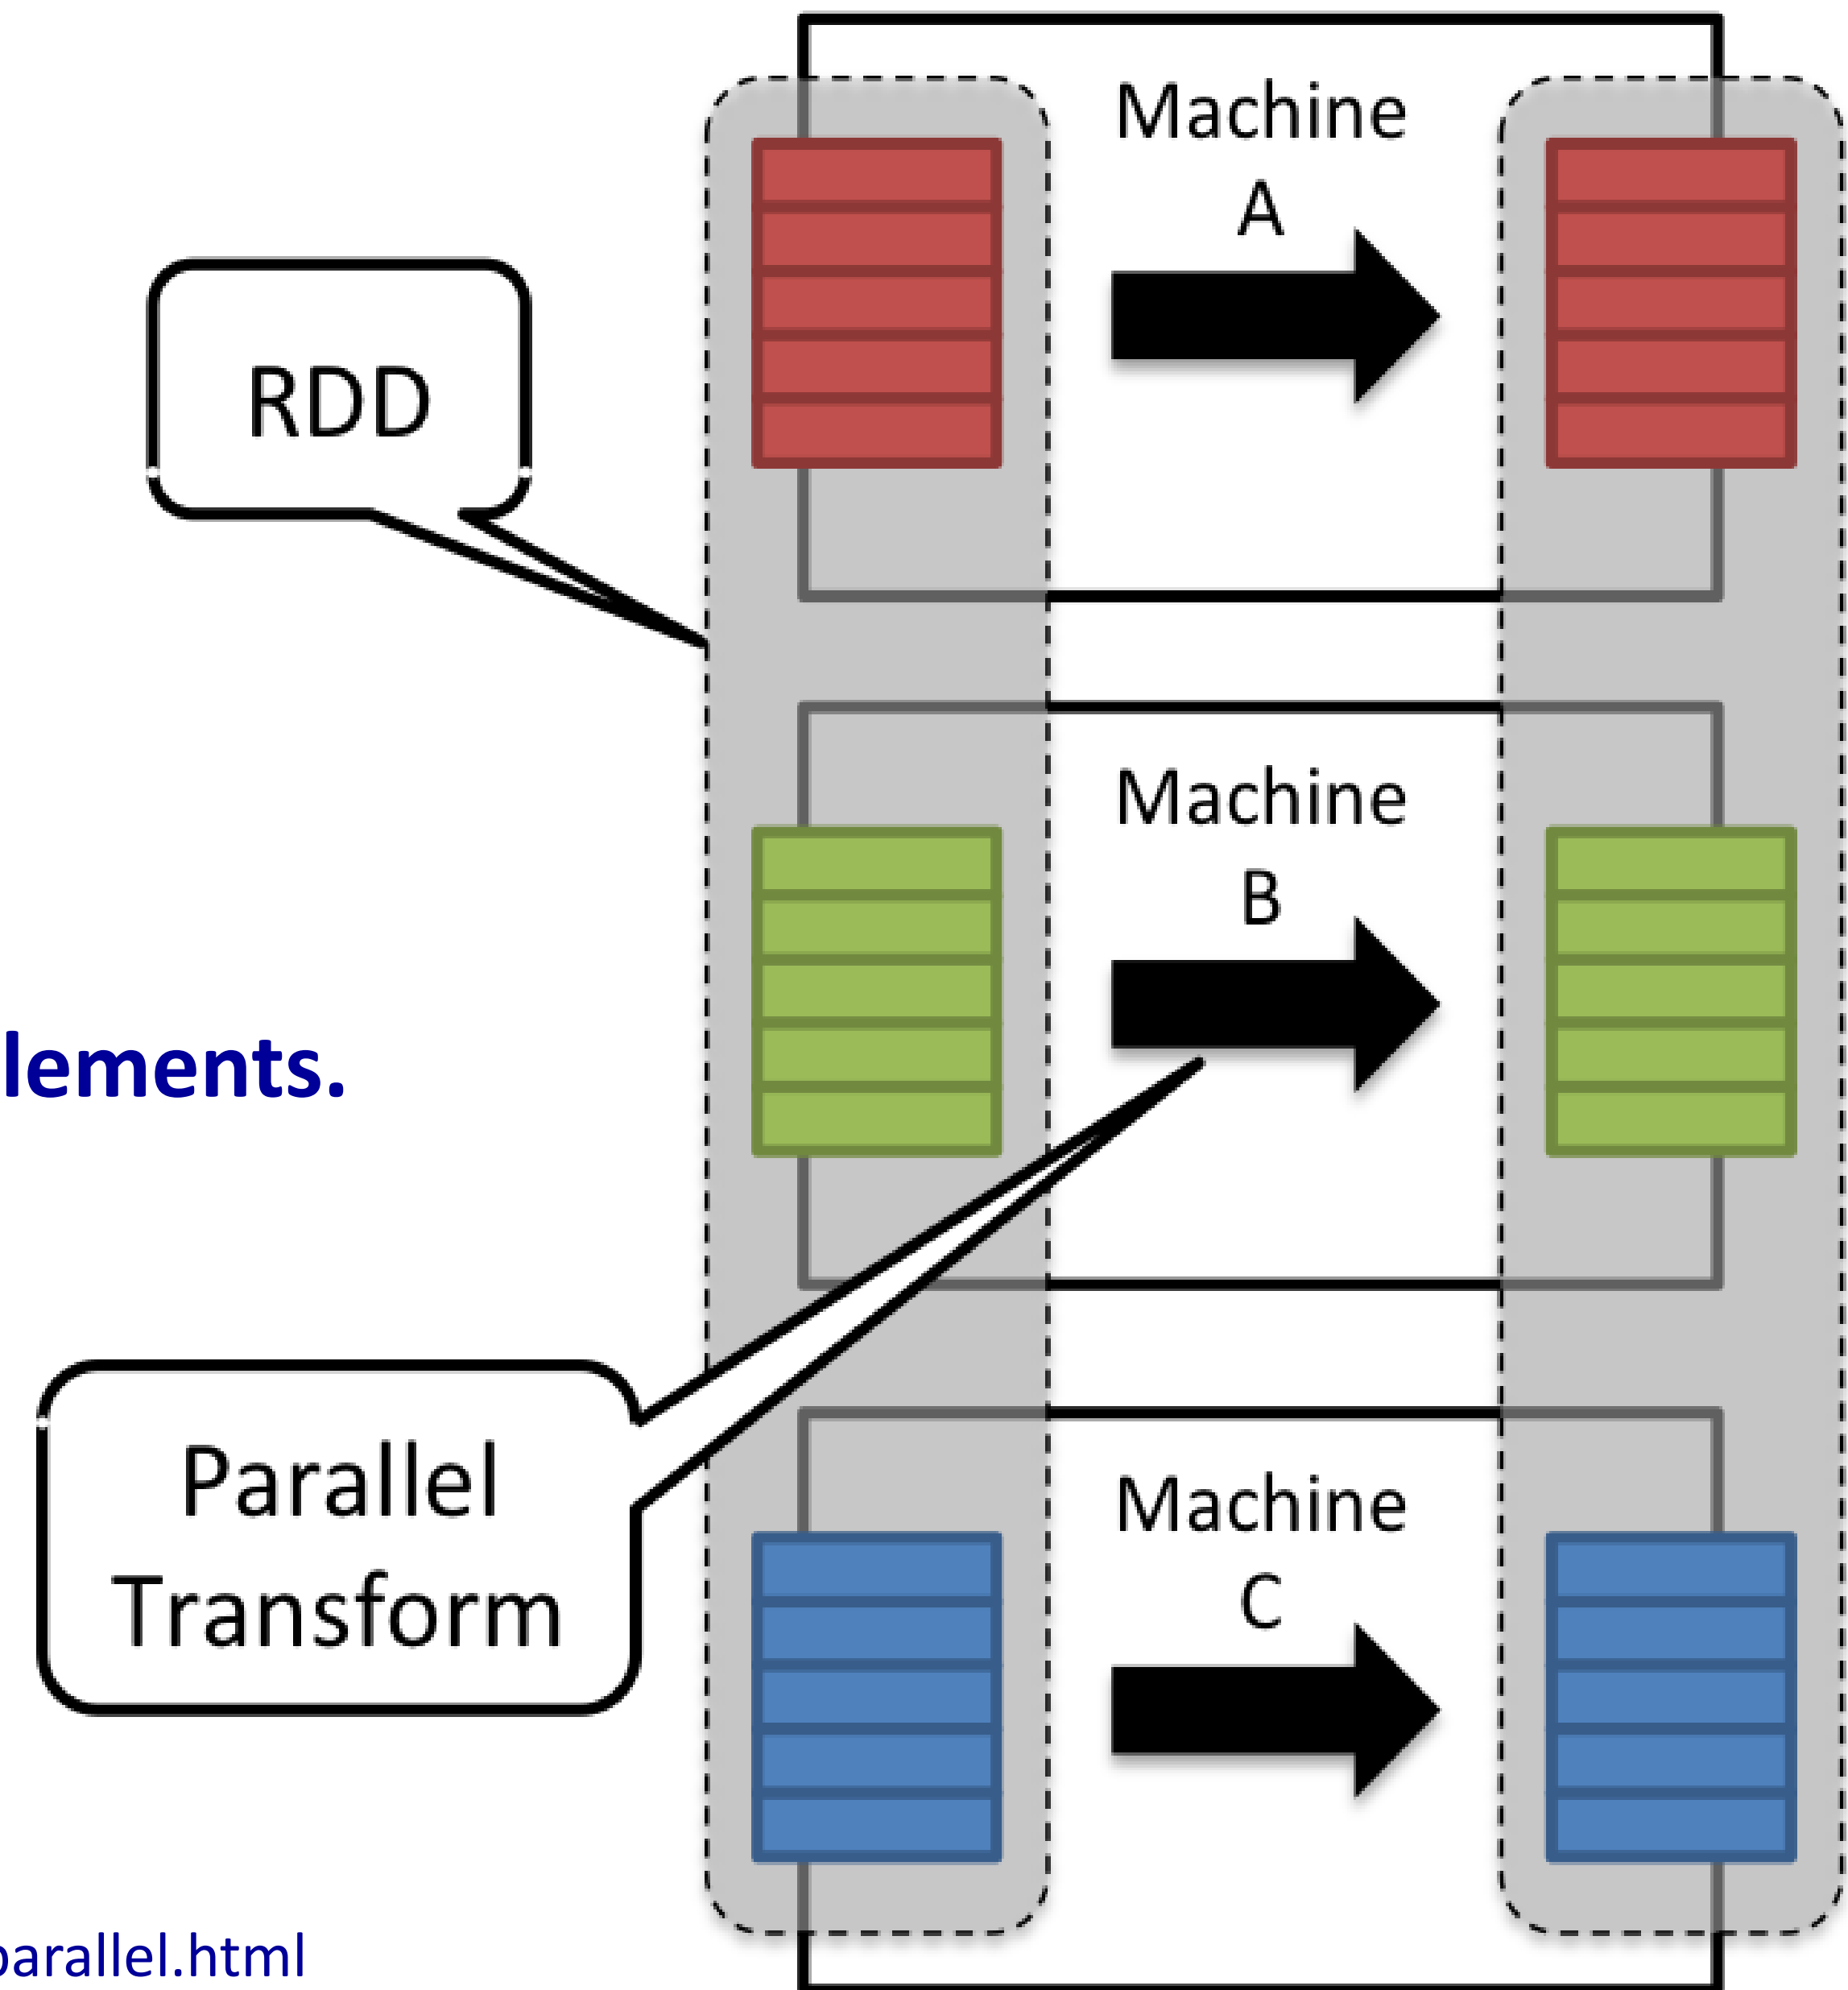 Machine
A
RDD
Machine
B
lements.
Parallel
Transform
Machine
C
parallel.html